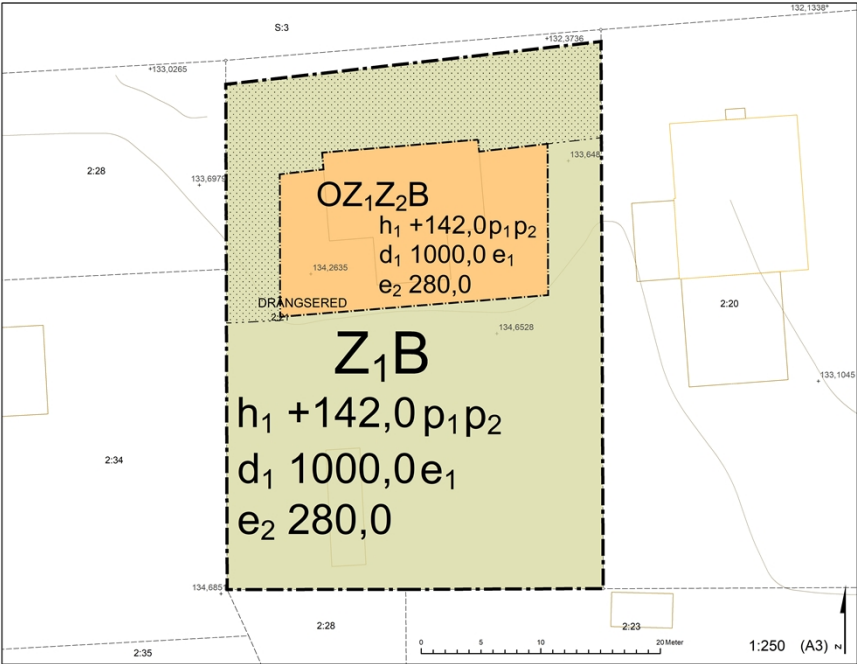 132,1338
S:3
132,3736
133,0265
133,648
2:28
133,6979
OZ₁Z₂B
h₁ +142,0 p₁p₂
d₁ 1000,0 e₁
e₂ 280,0
134,2635
DRÄNGSERED
2:20
134,6528
Z₁B
133,1045
h₁ +142,0 p₁p₂
2:34
d₁ 1000,0 e₁
e₂ 280,0
134,685
2:28
2:23
2:35
0 5 10 20 Meter
1:250 (A3) N